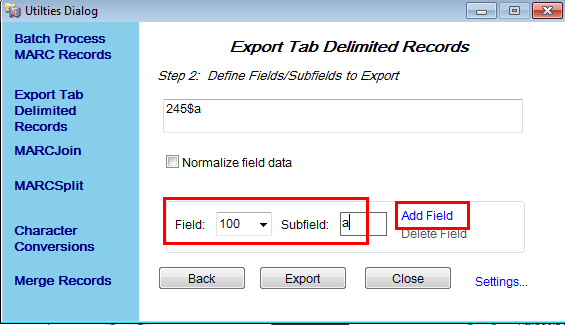 Utilties Dialog
Batch Process
MARC Records
Export Tab
Delimited
Records
MARCJoin
MARCSplit
Character
Conversions
Merge Records
Export Tab Delimited Records
Step 2: Define Fields/Subfields to Export
245$a
Normalize field data
Field: 100 Subfield: a
Add Field
Delete Field
Back Export Close Settings...